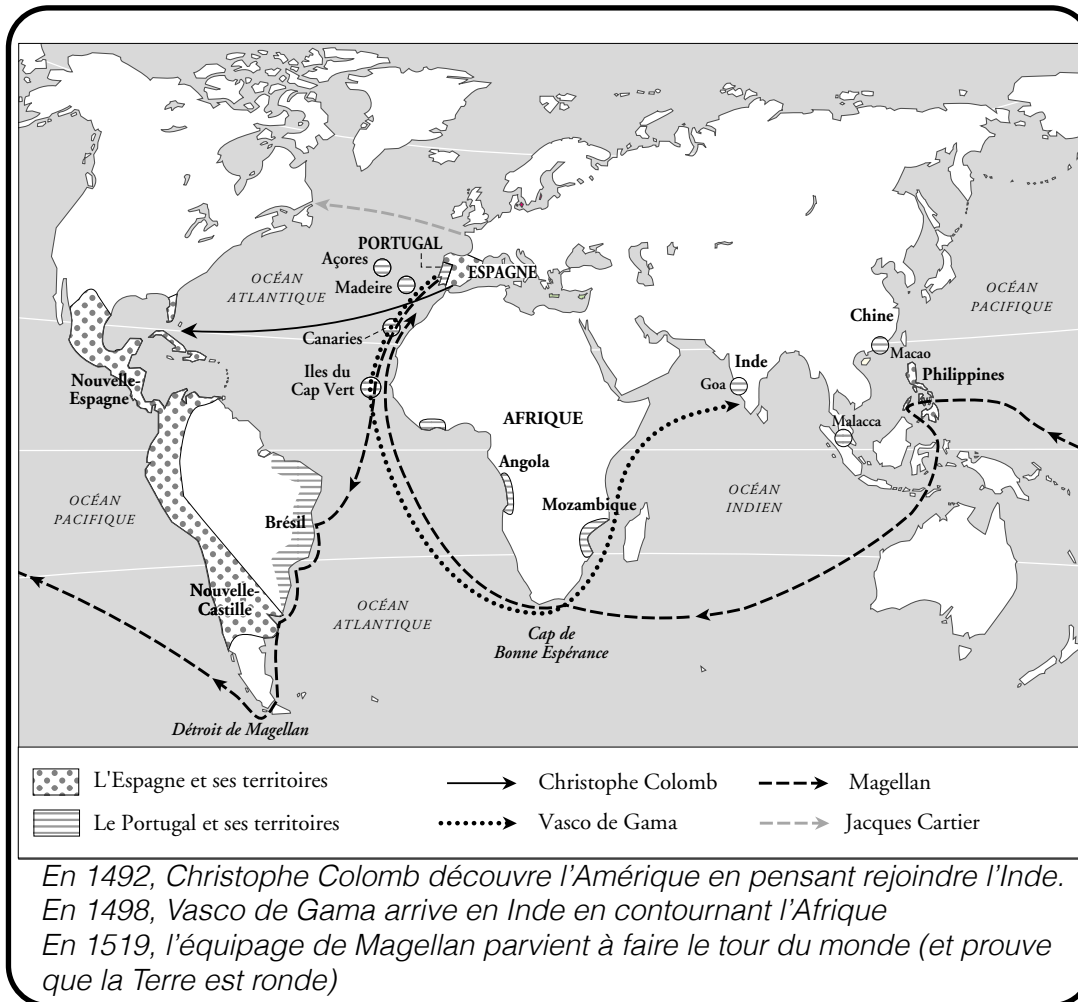 PORTUGAL
Açores
ESPAGNE
Madeire
OCÉAN
ATLANTIQUE
OCÉAN
PACIFIQUE
Chine
Canaries
Macao
Inde
Iles du
Cap Vert
Goa
Philippines
Nouvelle-
Espagne
AFRIQUE
Malacca
Angola
OCÉAN
PACIFIQUE
Mozambique
OCÉAN
INDIEN
Brésil
Nouvelle-
Castille
OCÉAN
ATLANTIQUE
Cap de
Bonne Espérance
Détroit de Magellan
L'Espagne et ses territoires
Christophe Colomb
Magellan
Le Portugal et ses territoires
Vasco de Gama
Jacques Cartier
En 1492, Christophe Colomb découvre l'Amérique en pensant rejoindre l'Inde.
En 1498, Vasco de Gama arrive en Inde en contournant l'Afrique
En 1519, l'équipage de Magellan parvient à faire le tour du monde (et prouve
que la Terre est ronde)